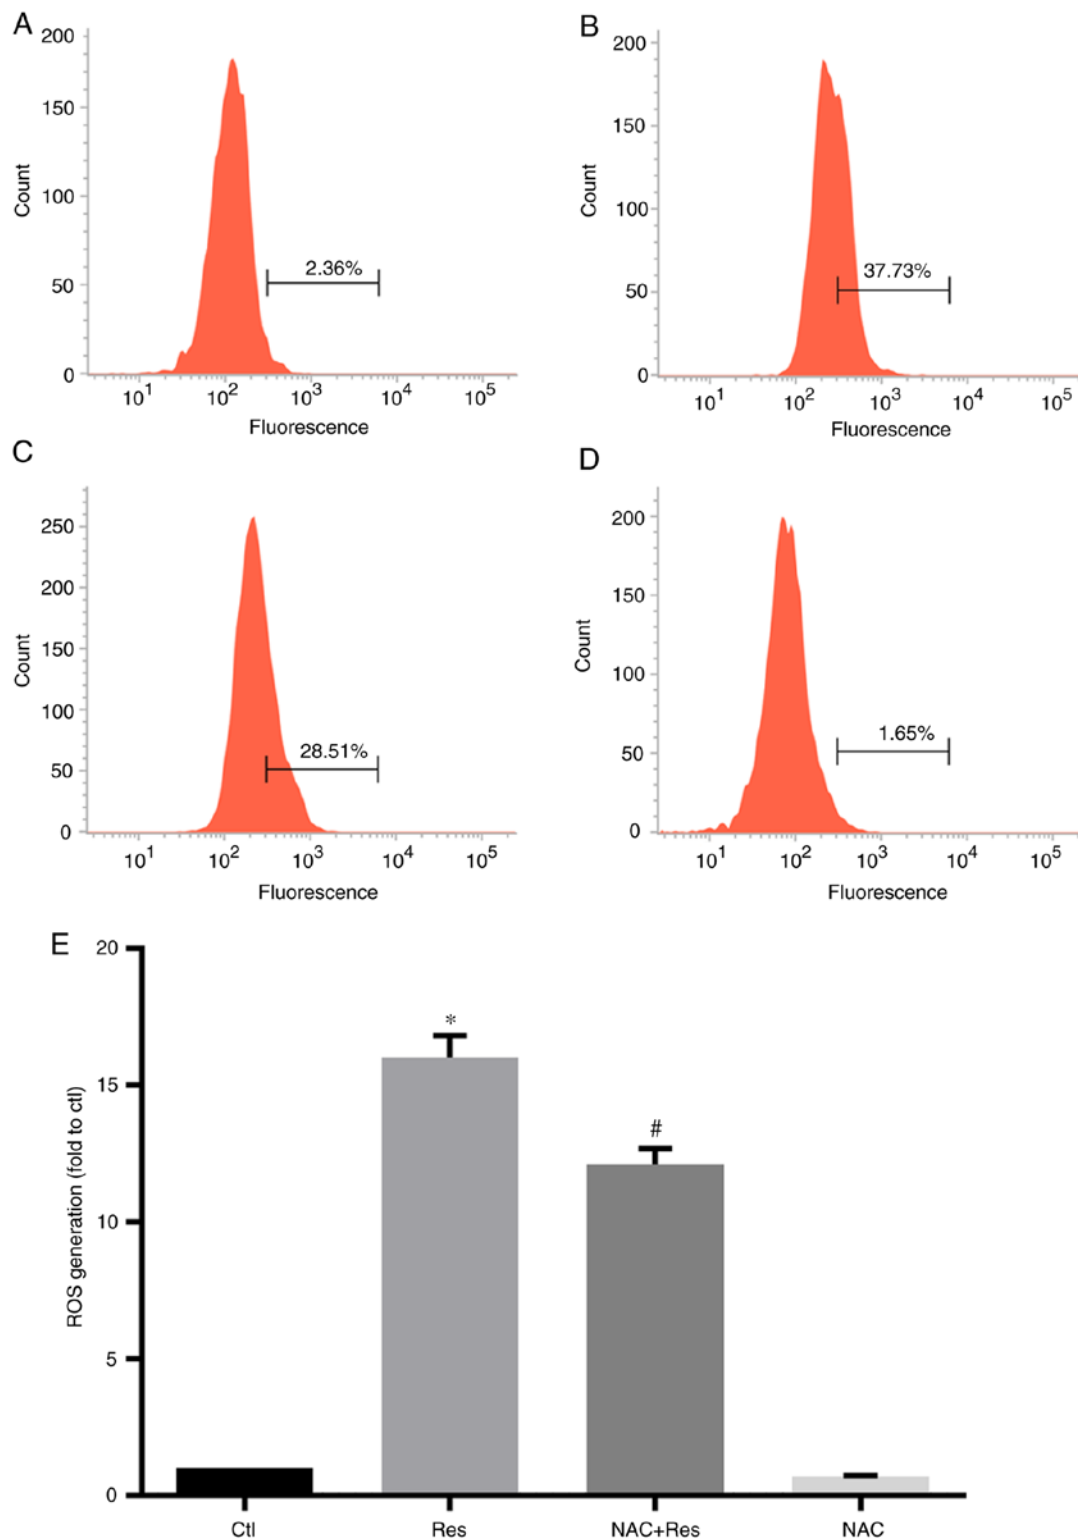 A
200
150
100
50
0
Count
2.36%
10^1 10^2 10^3 10^4 10^5
Fluorescence
B
200
150
100
50
0
Count
37.73%
10^1 10^2 10^3 10^4 10^5
Fluorescence
C
250
200
150
100
50
0
Count
28.51%
10^1 10^2 10^3 10^4 10^5
Fluorescence
D
200
150
100
50
0
Count
1.65%
10^1 10^2 10^3 10^4 10^5
Fluorescence
E
20
15
10
5
0
ROS generation (fold to ctl)
*
#
Ctl Res NAC+Res NAC